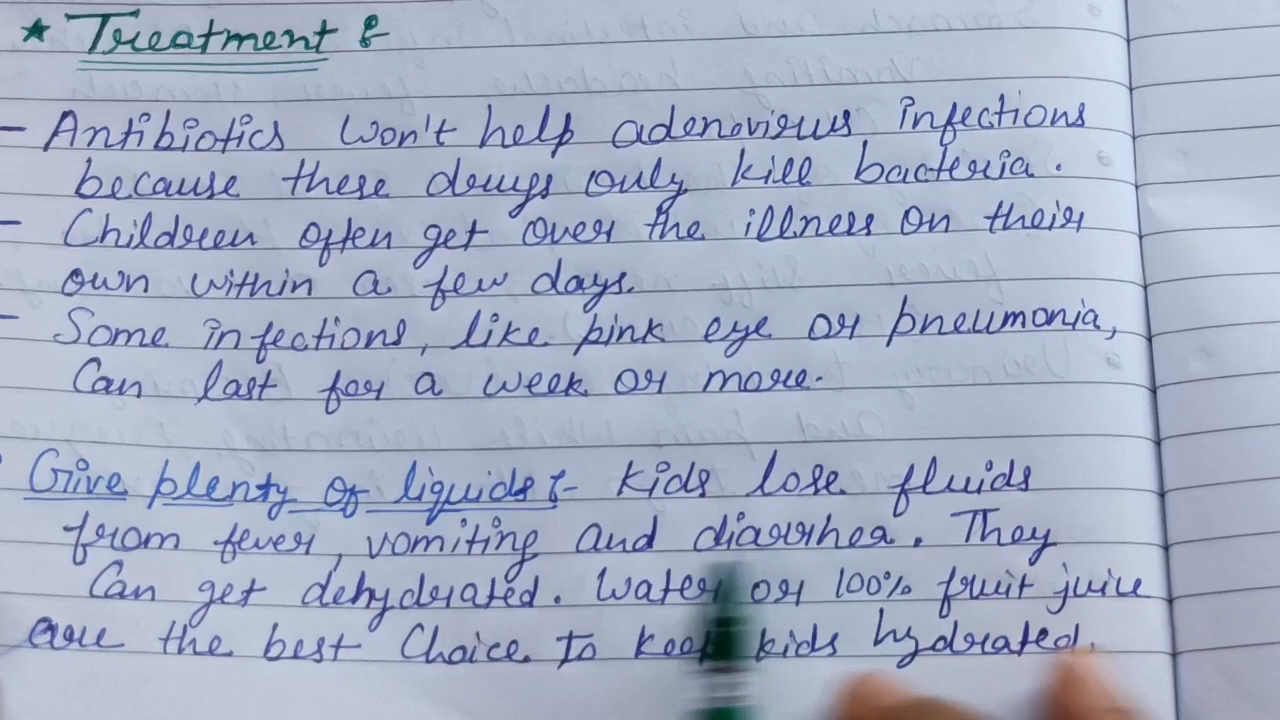 ★ Treatment :-
- Antibiotics won't help adenovirus infections
because these drugs only kill bacteria.
- Children often get over the illness on their
own within a few days.
- Some infections, like pink eye or pneumonia,
Can last for a week or more.
Give plenty of liquids :- kids lose fluids
from fever, vomiting and diarrhea. They
Can get dehydrated. Water or 100% fruit juice
are the best Choice to keep kids hydrated.